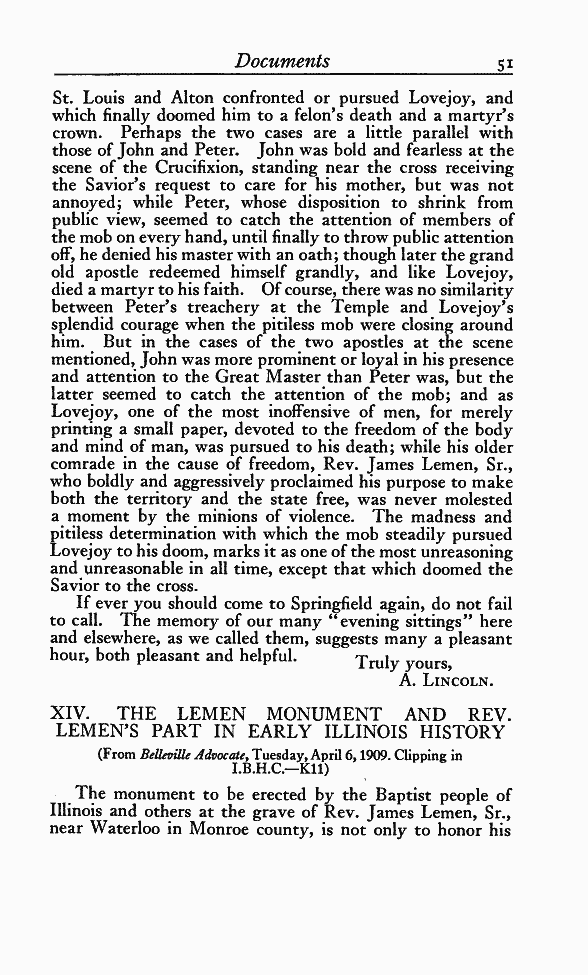 Documents 51
St. Louis and Alton confronted or pursued Lovejoy, and
which finally doomed him to a felon's death and a martyr's
crown. Perhaps the two cases are a little parallel with
those of John and Peter. John was bold and fearless at the
scene of the Crucifixion, standing near the cross receiving
the Savior's request to care for his mother, but was not
annoyed; while Peter, whose disposition to shrink from
public view, seemed to catch the attention of members of
the mob on every hand, until finally to throw public attention
off, he denied his master with an oath; though later the grand
old apostle redeemed himself grandly, and like Lovejoy,
died a martyr to his faith. Of course, there was no similarity
between Peter's treachery at the Temple and Lovejoy's
splendid courage when the pitiless mob were closing around
him. But in the cases of the two apostles at the scene
mentioned, John was more prominent or loyal in his presence
and attention to the Great Master than Peter was, but the
latter seemed to catch the attention of the mob; and as
Lovejoy, one of the most inoffensive of men, for merely
printing a small paper, devoted to the freedom of the body
and mind of man, was pursued to his death; while his older
comrade in the cause of freedom, Rev. James Lemen, Sr.,
who boldly and aggressively proclaimed his purpose to make
both the territory and the state free, was never molested
a moment by the minions of violence. The madness and
pitiless determination with which the mob steadily pursued
Lovejoy to his doom, marks it as one of the most unreasoning
and unreasonable in all time, except that which doomed the
Savior to the cross.
If ever you should come to Springfield again, do not fail
to call. The memory of our many "evening sittings" here
and elsewhere, as we called them, suggests many a pleasant
hour, both pleasant and helpful. Truly yours,
A. LINCOLN.
XIV. THE LEMEN MONUMENT AND REV.
LEMEN'S PART IN EARLY ILLINOIS HISTORY
(From Belleville Advocate, Tuesday, April 6, 1909. Clipping in
I.B.H.C.—K11)
The monument to be erected by the Baptist people of
Illinois and others at the grave of Rev. James Lemen, Sr.,
near Waterloo in Monroe county, is not only to honor his